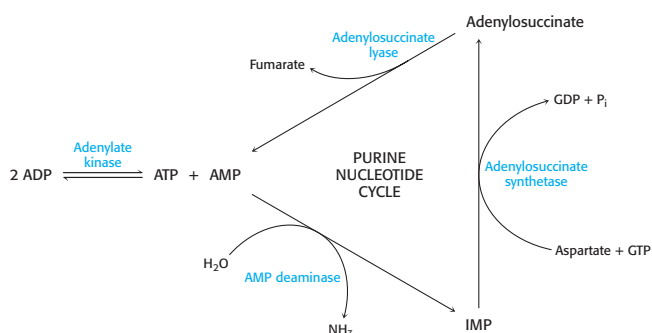 Adenylosuccinate
Adenylosuccinate
lyase
Fumarate
GDP + Pᵢ
Adenylate
kinase
2 ADP
ATP + AMP
PURINE
NUCLEOTIDE
CYCLE
Adenylosuccinate
synthetase
Aspartate + GTP
H₂O
AMP deaminase
NH₃
IMP